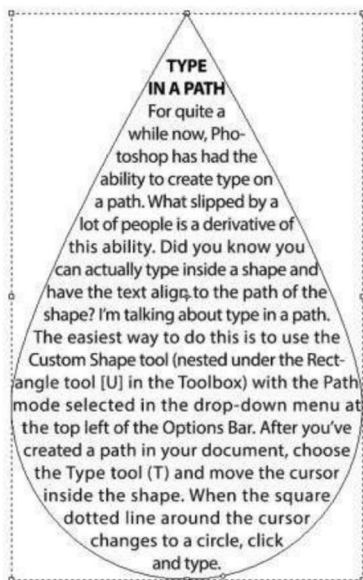 TYPE
IN A PATH
For quite a
while now, Pho-
toshop has had the
ability to create type on
a path. What slipped by a
lot of people is a derivative of
this ability. Did you know you
can actually type inside a shape and
have the text align to the path of the
shape? I'm talking about type in a path.
The easiest way to do this is to use the
Custom Shape tool (nested under the Rect-
angle tool [U] in the Toolbox) with the Path
mode selected in the drop-down menu at
the top left of the Options Bar. After you've
created a path in your document, choose
the Type tool (T) and move the cursor
inside the shape. When the square
dotted line around the cursor
changes to a circle, click
and type.